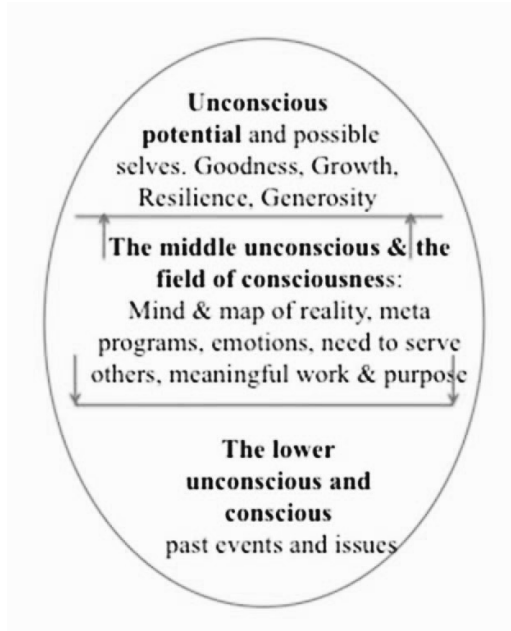 Unconscious
potential and possible
selves. Goodness, Growth,
Resilience, Generosity
The middle unconscious & the
field of consciousness:
Mind & map of reality, meta
programs, emotions, need to serve
others, meaningful work & purpose
The lower
unconscious and
conscious
past events and issues